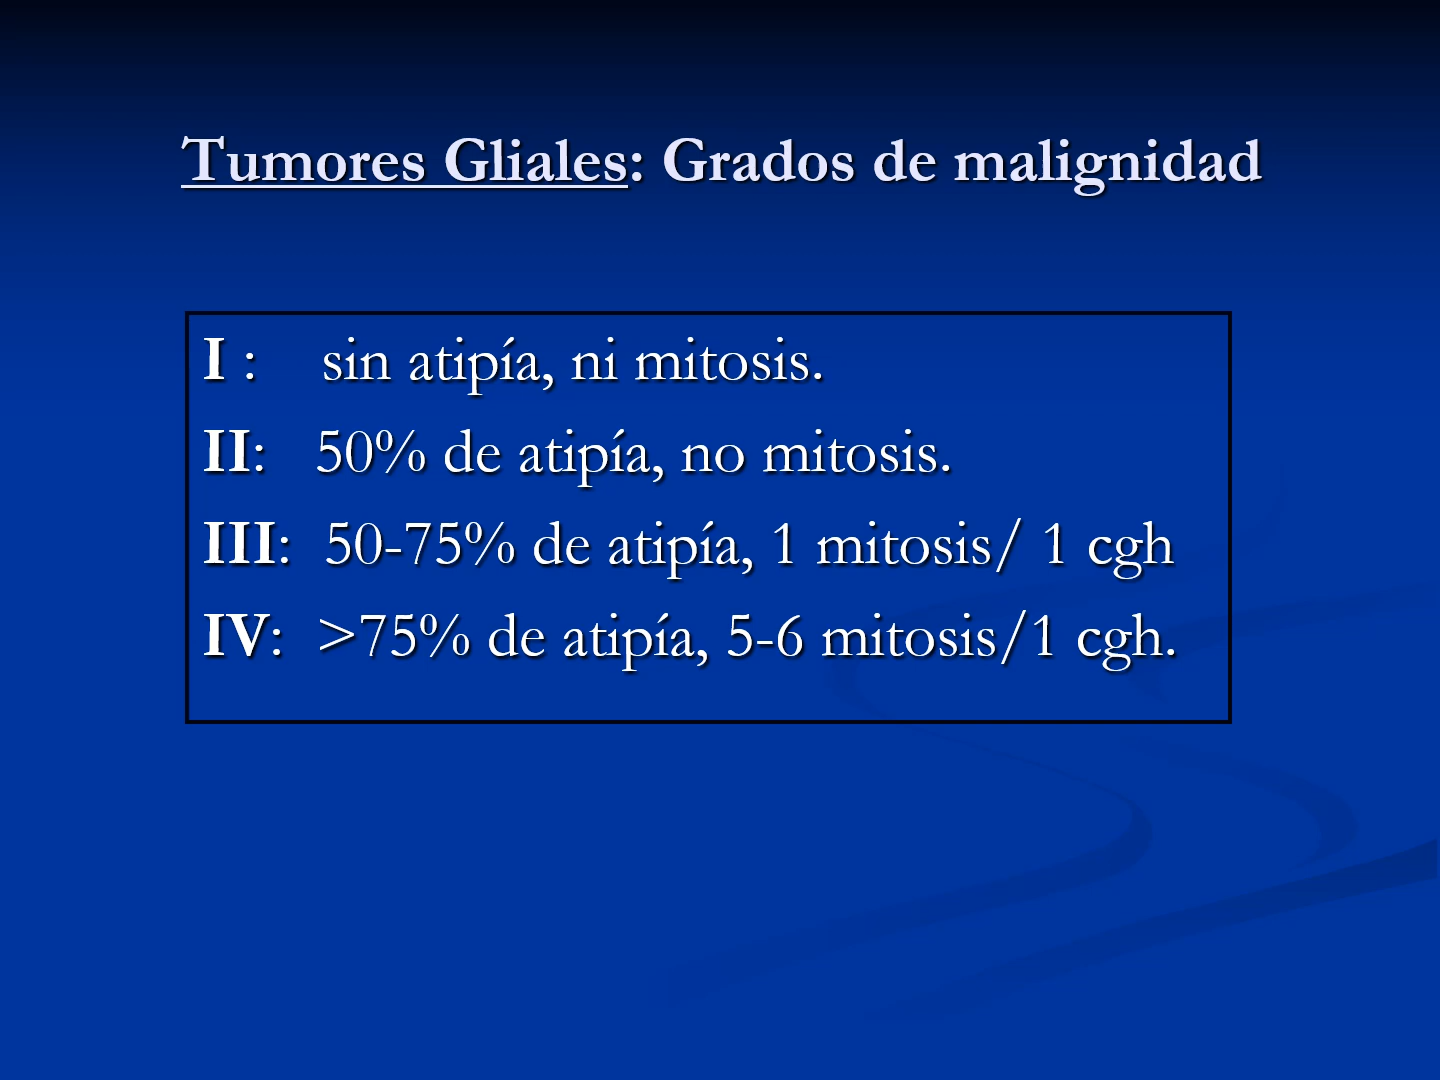 Tumores Gliales: Grados de malignidad
I : sin atipía, ni mitosis.
II: 50% de atipía, no mitosis.
III: 50-75% de atipía, 1 mitosis/ 1 cgh
IV: >75% de atipía, 5-6 mitosis/1 cgh.